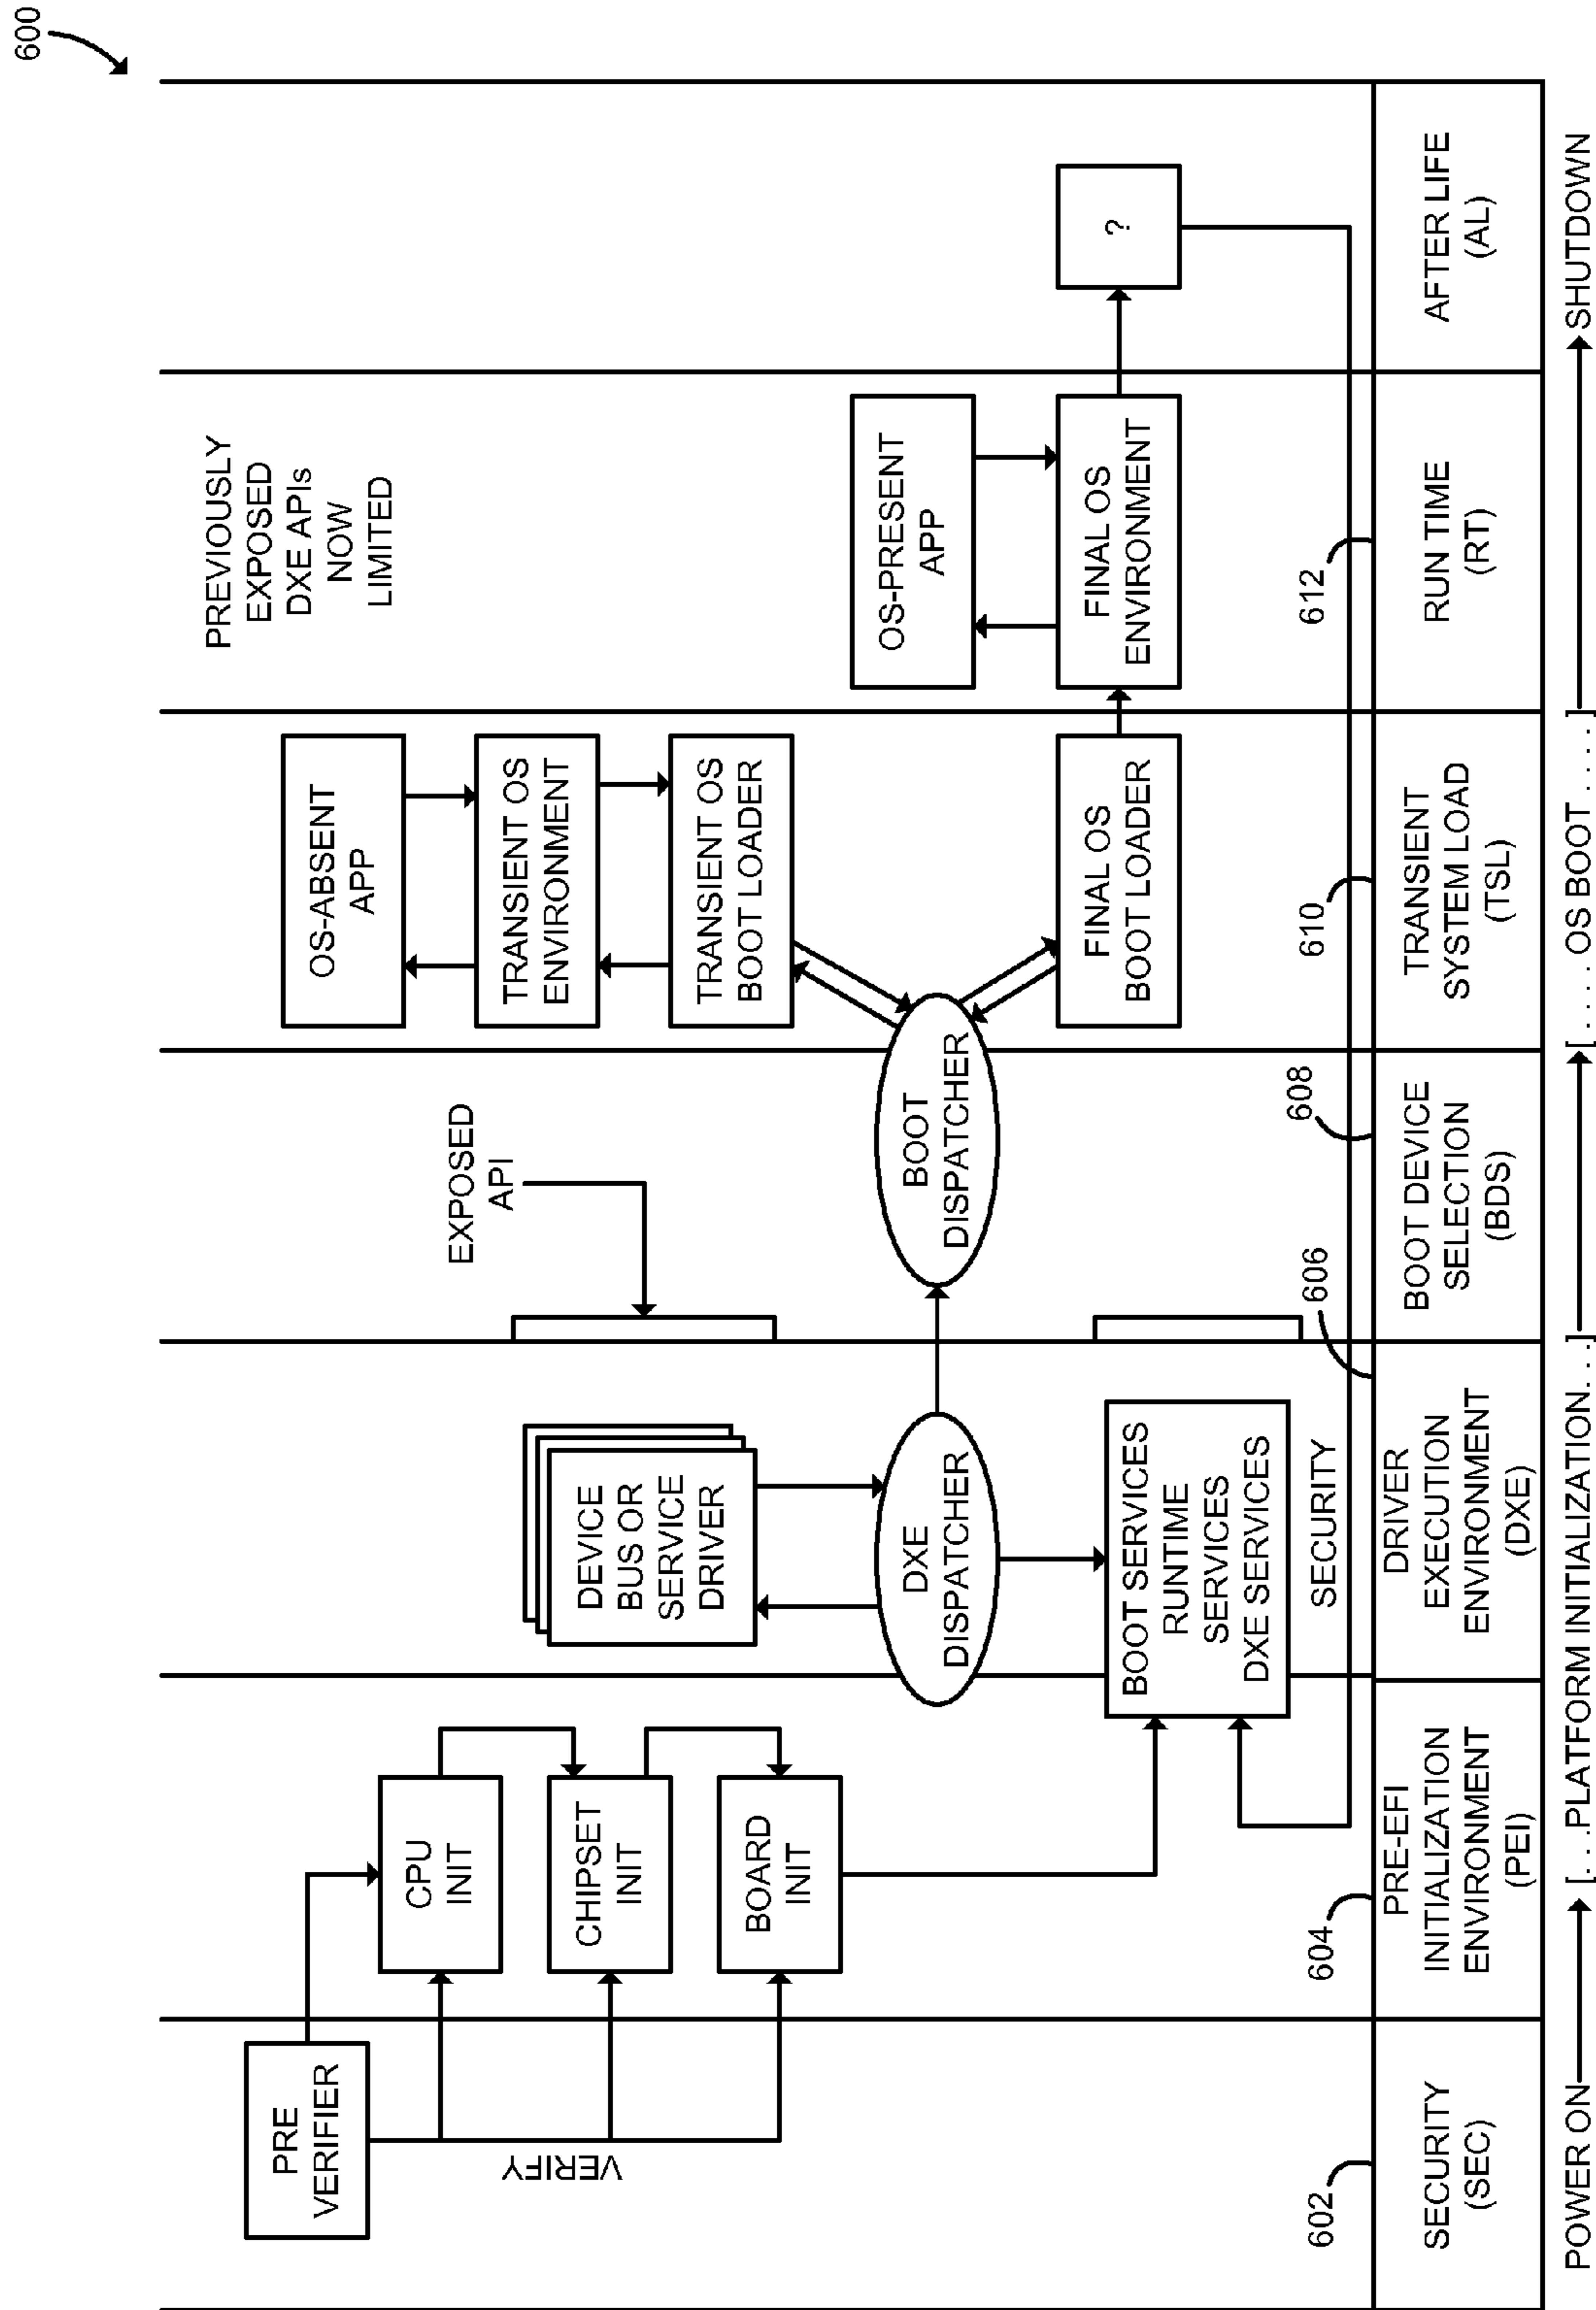 600
PRE
VERIFIER
VERIFY
CPU
INIT
CHIPSET
INIT
BOARD
INIT
DEVICE
BUS OR
SERVICE
DRIVER
DXE
DISPATCHER
BOOT SERVICES
RUNTIME
SERVICES
DXE SERVICES
SECURITY
EXPOSED
API
BOOT
DISPATCHER
OS-ABSENT
APP
TRANSIENT OS
ENVIRONMENT
TRANSIENT OS
BOOT LOADER
FINAL OS
BOOT LOADER
PREVIOUSLY
EXPOSED
DXE APIs
NOW
LIMITED
OS-PRESENT
APP
FINAL OS
ENVIRONMENT
?
602
604
606
608
610
612
SECURITY
(SEC)
PRE-EFI
INITIALIZATION
ENVIRONMENT
(PEI)
DRIVER
EXECUTION
ENVIRONMENT
(DXE)
BOOT DEVICE
SELECTION
(BDS)
TRANSIENT
SYSTEM LOAD
(TSL)
RUN TIME
(RT)
AFTER LIFE
(AL)
POWER ON [. . .PLATFORM INITIALIZATION. . .] [. . . . OS BOOT . . . . .] SHUTDOWN